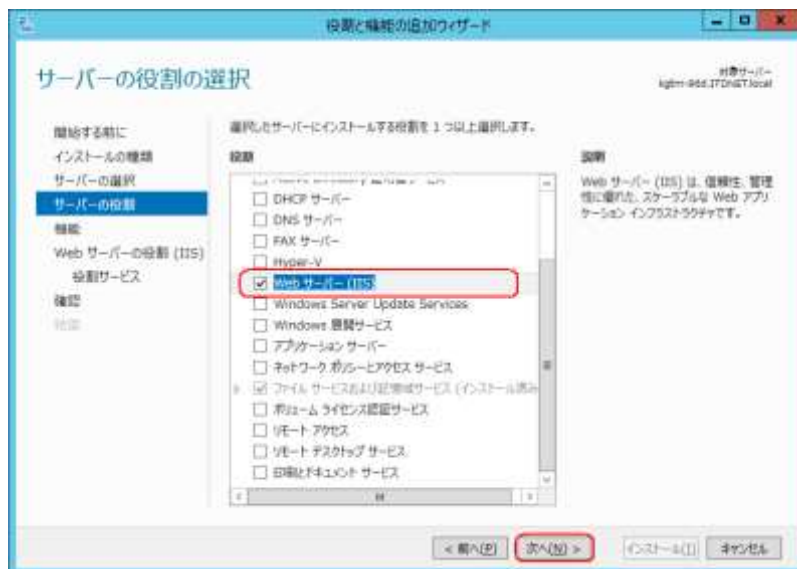 役割と機能の追加ウィザード
サーバーの役割の選択
対象サーバー
開始する前に
インストールの種類
サーバーの選択
サーバーの役割
機能
Web サーバーの役割 (IIS)
役割サービス
確認
結果
選択したサーバーにインストールする役割を 1 つ以上選択します。
役割
DHCP サーバー
DNS サーバー
FAX サーバー
Hyper-V
Web サーバー (IIS)
Windows Server Update Services
Windows 展開サービス
アプリケーション サーバー
ネットワーク ポリシーとアクセス サービス
ファイル サービスおよび記憶域サービス (インストール済み
ボリューム ライセンス認証サービス
リモート アクセス
リモート デスクトップ サービス
印刷とドキュメント サービス
説明
Web サーバー (IIS) は、信頼性、管理
性に優れた、スケーラブルな Web アプリ
ケーション インフラストラクチャです。
< 前へ(P)
次へ(N) >
インストール(I)
キャンセル